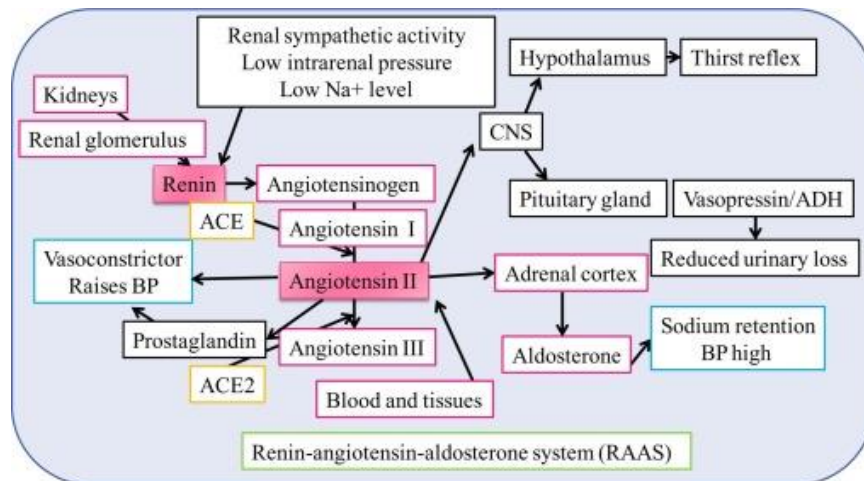 Renal sympathetic activity
Low intrarenal pressure
Low Na+ level
Hypothalamus
Thirst reflex
Kidneys
Renal glomerulus
CNS
Renin
Angiotensinogen
Pituitary gland
Vasopressin/ADH
ACE
Angiotensin I
Vasoconstrictor
Raises BP
Angiotensin II
Adrenal cortex
Reduced urinary loss
Prostaglandin
Angiotensin III
Aldosterone
Sodium retention
BP high
ACE2
Blood and tissues
Renin-angiotensin-aldosterone system (RAAS)